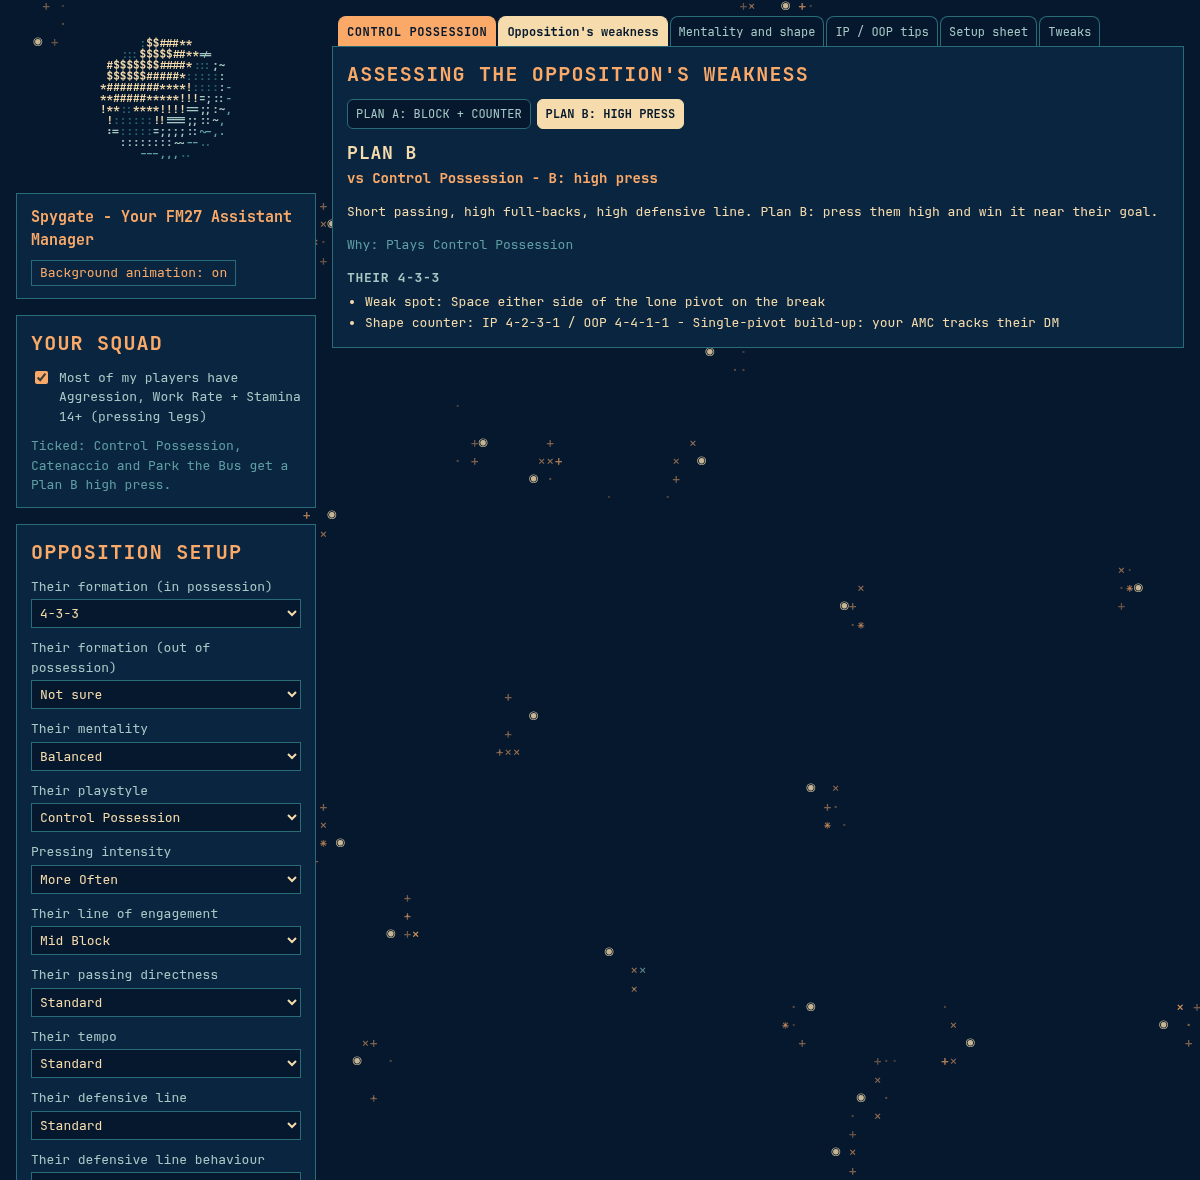 CONTROL POSSESSION
Opposition's weakness
Mentality and shape
IP / OOP tips
Setup sheet
Tweaks
ASSESSING THE OPPOSITION'S WEAKNESS
PLAN A: BLOCK + COUNTER
PLAN B: HIGH PRESS
PLAN B
vs Control Possession - B: high press
Short passing, high full-backs, high defensive line. Plan B: press them high and win it near their goal.
Why: Plays Control Possession
THEIR 4-3-3
• Weak spot: Space either side of the lone pivot on the break
• Shape counter: IP 4-2-3-1 / OOP 4-4-1-1 - Single-pivot build-up: your AMC tracks their DM
Spygate - Your FM27 Assistant
Manager
Background animation: on
YOUR SQUAD
Most of my players have
Aggression, Work Rate + Stamina
14+ (pressing legs)
Ticked: Control Possession,
Catenaccio and Park the Bus get a
Plan B high press.
OPPOSITION SETUP
Their formation (in possession)
4-3-3
Their formation (out of
possession)
Not sure
Their mentality
Balanced
Their playstyle
Control Possession
Pressing intensity
More Often
Their line of engagement
Mid Block
Their passing directness
Standard
Their tempo
Standard
Their defensive line
Standard
Their defensive line behaviour